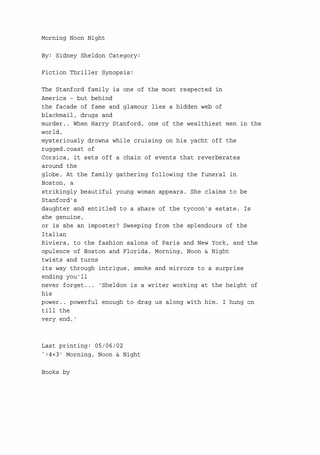 Morning Noon Night
By: Sidney Sheldon Category:
Fiction Thriller Synopsis:
The Stanford family is one of the most respected in
America - but behind
the facade of fame and glamour lies a hidden web of
blackmail, drugs and
murder.. When Harry Stanford, one of the wealthiest men in the
world,
mysteriously drowns while cruising on his yacht off the
rugged.coast of
Corsica, it sets off a chain of events that reverberates
around the
globe. At the family gathering following the funeral in
Boston, a
strikingly beautiful young woman appears. She claims to be
Stanford's
daughter and entitled to a share of the tycoon's estate. Is
she genuine,
or is she an imposter? Sweeping from the splendours of the
Italian
Riviera, to the fashion salons of Paris and New York, and the
opulence of Boston and Florida, Morning, Noon & Night
twists and turns
its way through intrigue, smoke and mirrors to a surprise
ending you'll
never forget... 'Sheldon is a writer working at the height of
his
power.. powerful enough to drag us along with him. I hung on
till the
very end.'
Last printing: 05/06/02
`:4<3' Morning, Noon & Night
Books by